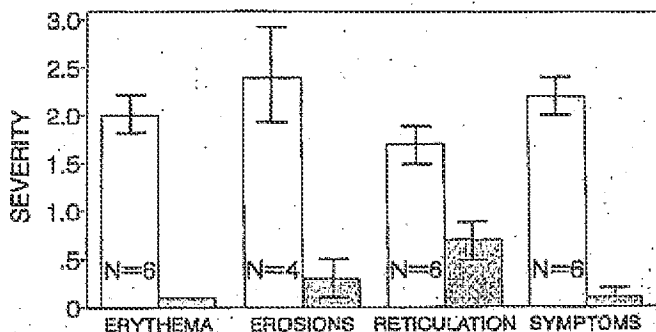 SEVERITY
3.0
2.5
2.0
1.5
1.0
.5
0
N=6
N=4
N=6
N=6
ERYTHEMA EROSIONS RETICULATION SYMPTOMS